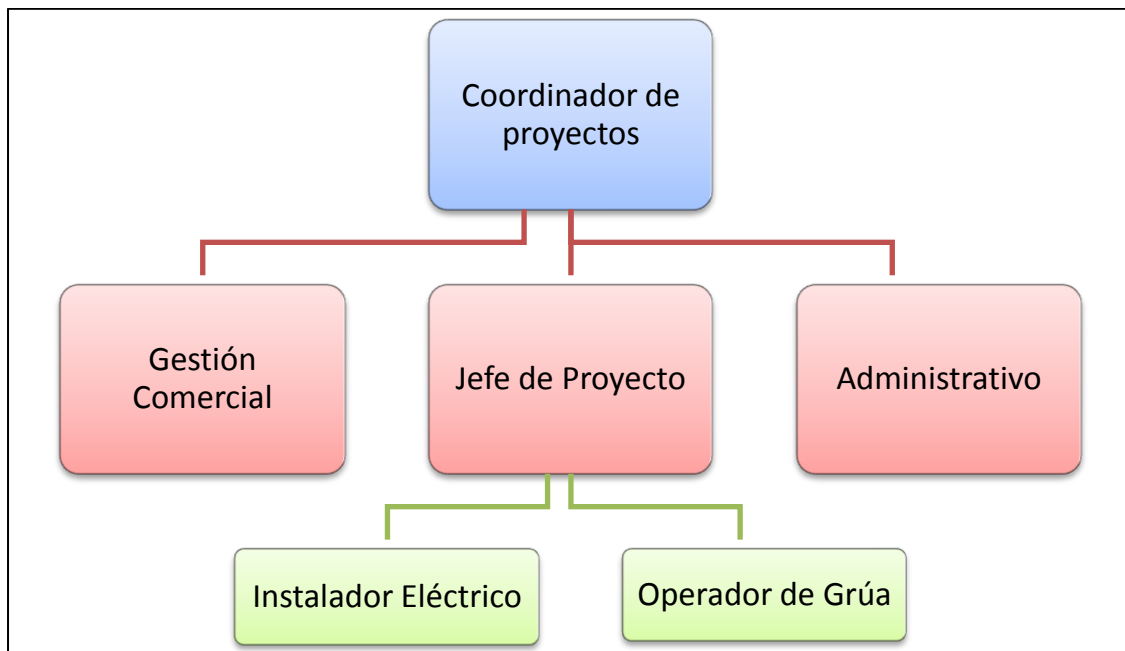 Coordinador de
proyectos
Gestión
Comercial
Jefe de Proyecto
Administrativo
Instalador Eléctrico
Operador de Grúa